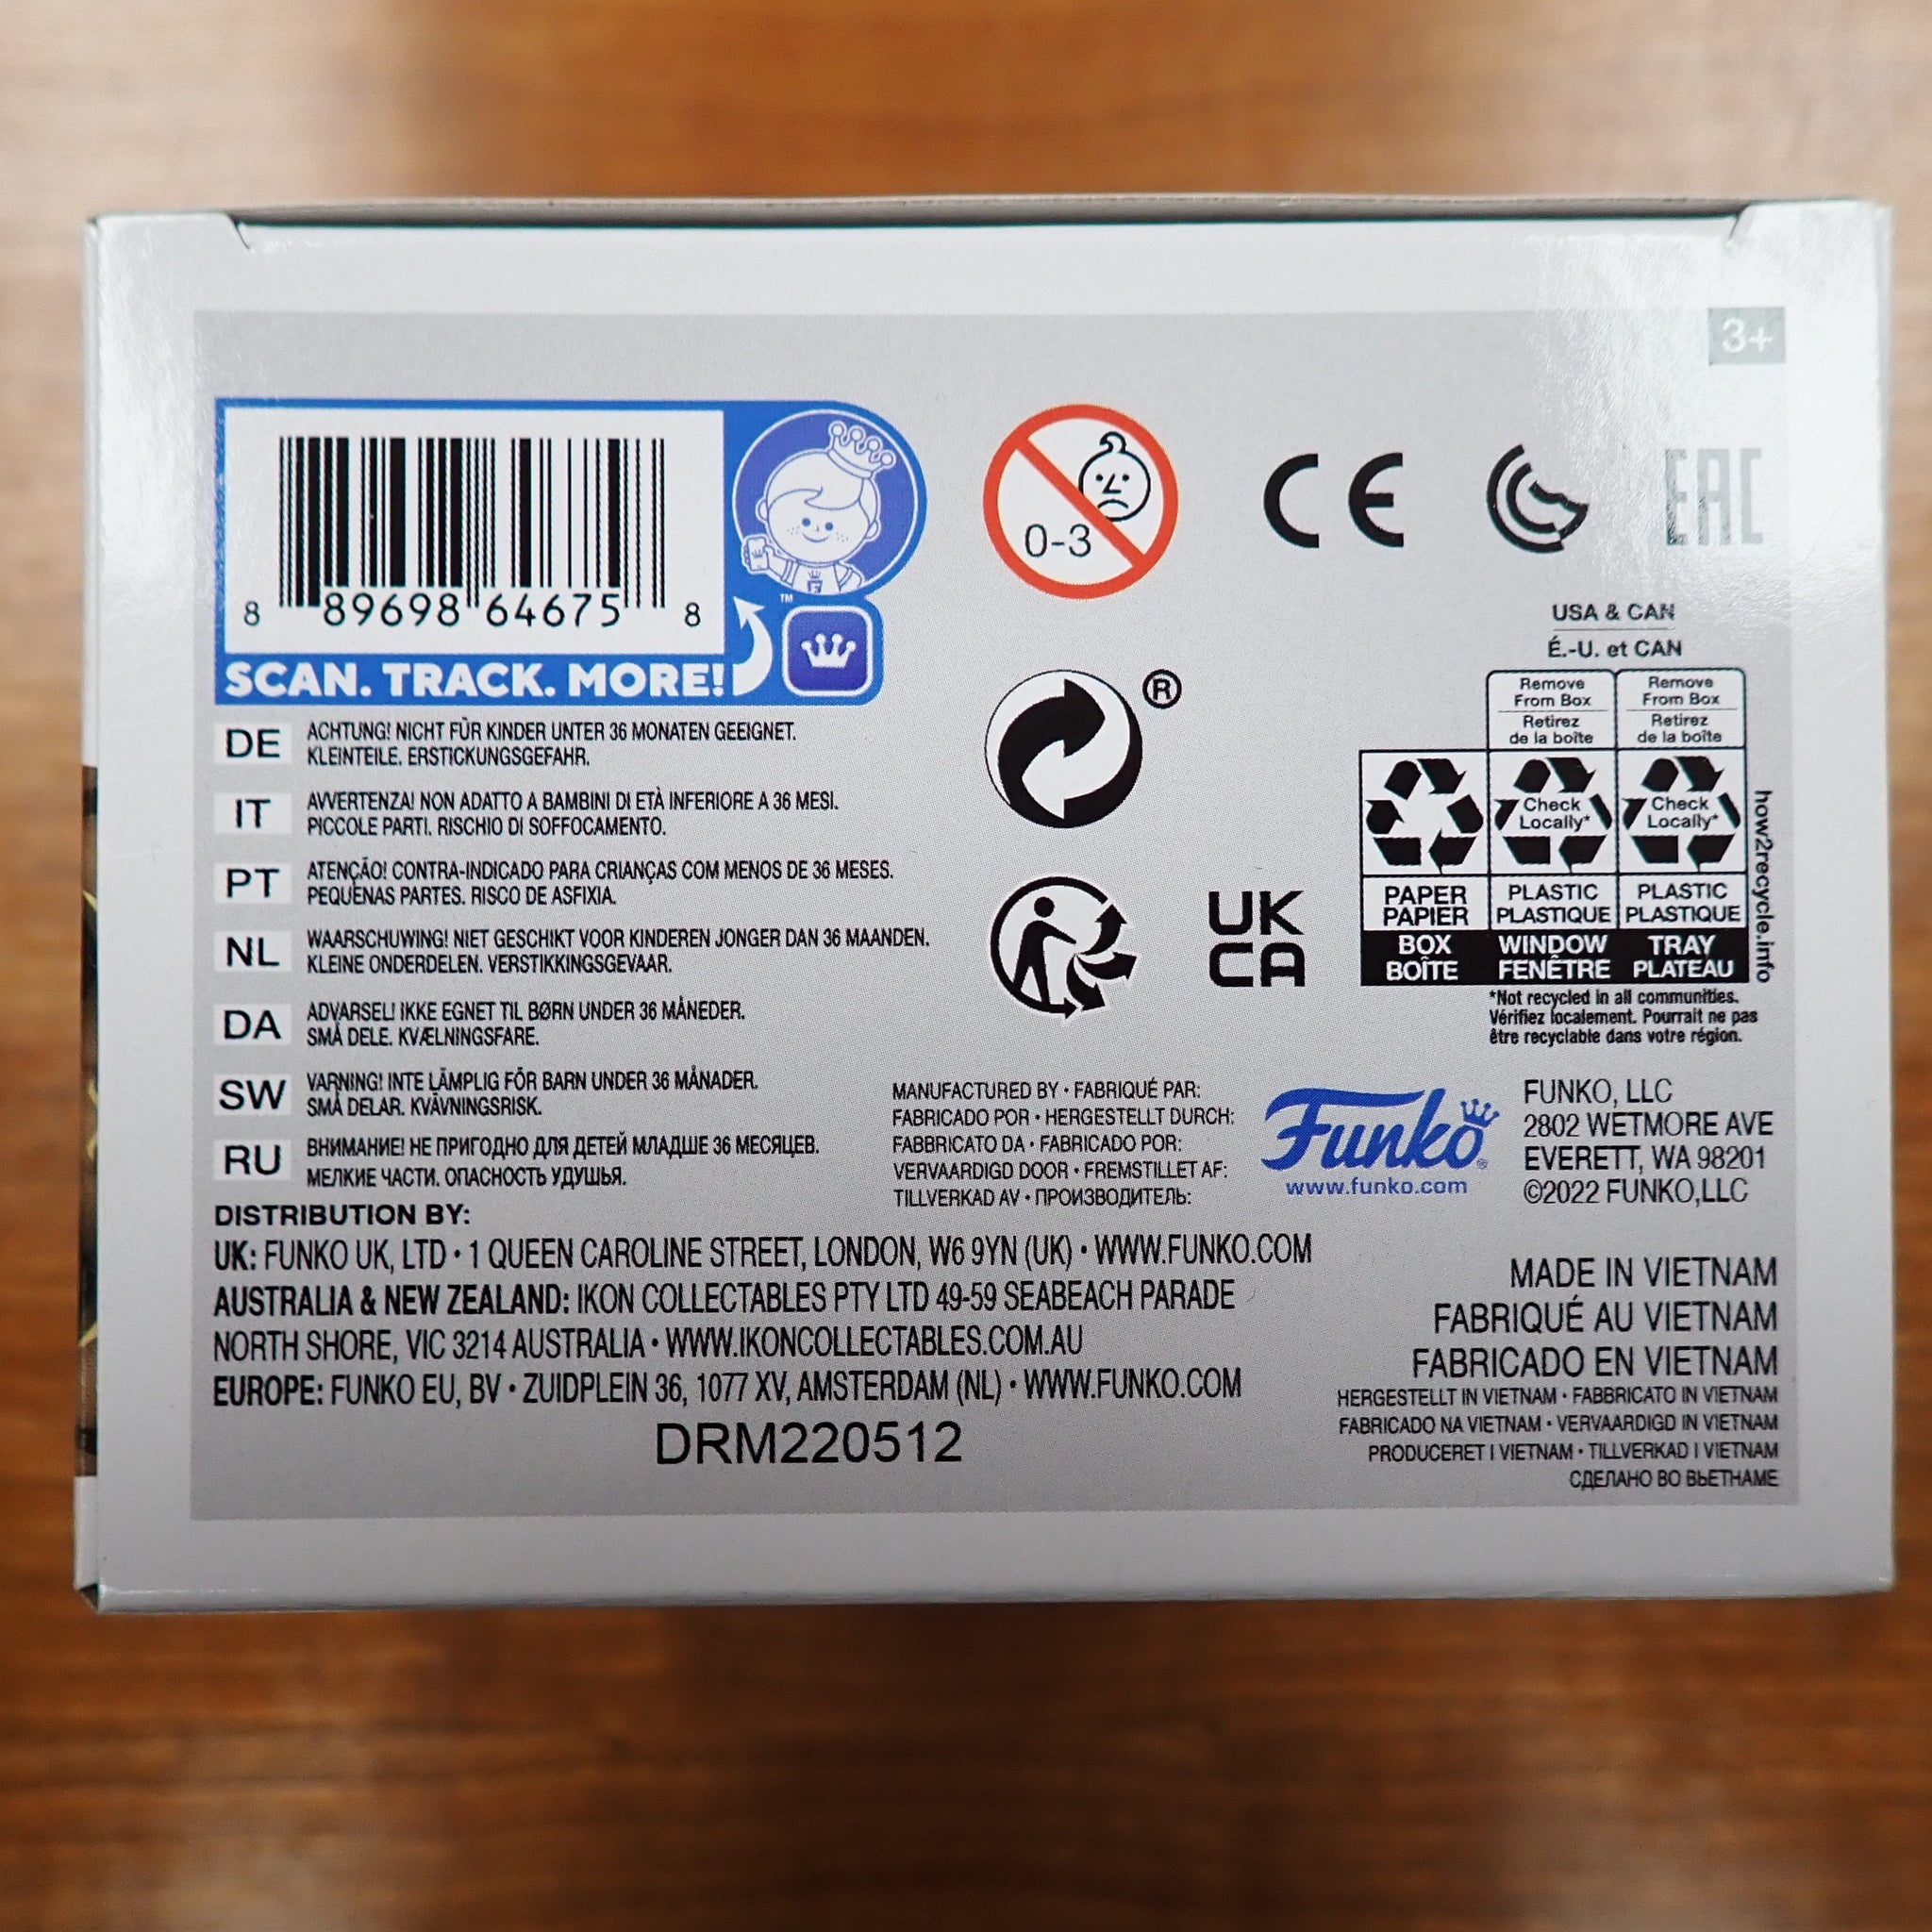 3+
8 89698 64675 8
SCAN. TRACK. MORE!
TM
0-3
CE
EAC
DE ACHTUNG! NICHT FÜR KINDER UNTER 36 MONATEN GEEIGNET.
KLEINTEILE. ERSTICKUNGSGEFAHR.
IT AVVERTENZA! NON ADATTO A BAMBINI DI ETÀ INFERIORE A 36 MESI.
PICCOLE PARTI. RISCHIO DI SOFFOCAMENTO.
PT ATENÇÃO! CONTRA-INDICADO PARA CRIANÇAS COM MENOS DE 36 MESES.
PEQUENAS PARTES. RISCO DE ASFIXIA.
NL WAARSCHUWING! NIET GESCHIKT VOOR KINDEREN JONGER DAN 36 MAANDEN.
KLEINE ONDERDELEN. VERSTIKKINGSGEVAAR.
DA ADVARSEL! IKKE EGNET TIL BØRN UNDER 36 MÅNEDER.
SMÅ DELE. KVÆLNINGSFARE.
SW VARNING! INTE LÄMPLIG FÖR BARN UNDER 36 MÅNADER.
SMÅ DELAR. KVÄVNINGSRISK.
RU ВНИМАНИЕ! НЕ ПРИГОДНО ДЛЯ ДЕТЕЙ МЛАДШЕ 36 МЕСЯЦЕВ.
МЕЛКИЕ ЧАСТИ. ОПАСНОСТЬ УДУШЬЯ.
®
UK
CA
USA & CAN
É.-U. et CAN
Remove
From Box
Retirez
de la boîte
Remove
From Box
Retirez
de la boîte
Check
Locally*
Check
Locally*
PAPER
PAPIER
PLASTIC
PLASTIQUE
PLASTIC
PLASTIQUE
BOX
BOÎTE
WINDOW
FENÊTRE
TRAY
PLATEAU
how2recycle.info
*Not recycled in all communities.
Vérifiez localement. Pourrait ne pas
être recyclable dans votre région.
MANUFACTURED BY • FABRIQUÉ PAR:
FABRICADO POR • HERGESTELLT DURCH:
FABBRICATO DA • FABRICADO POR:
VERVAARDIGD DOOR • FREMSTILLET AF:
TILLVERKAD AV • ПРОИЗВОДИТЕЛЬ:
Funko®
www.funko.com
FUNKO, LLC
2802 WETMORE AVE
EVERETT, WA 98201
©2022 FUNKO,LLC
DISTRIBUTION BY:
UK: FUNKO UK, LTD • 1 QUEEN CAROLINE STREET, LONDON, W6 9YN (UK) • WWW.FUNKO.COM
AUSTRALIA & NEW ZEALAND: IKON COLLECTABLES PTY LTD 49-59 SEABEACH PARADE
NORTH SHORE, VIC 3214 AUSTRALIA • WWW.IKONCOLLECTABLES.COM.AU
EUROPE: FUNKO EU, BV • ZUIDPLEIN 36, 1077 XV, AMSTERDAM (NL) • WWW.FUNKO.COM
DRM220512
MADE IN VIETNAM
FABRIQUÉ AU VIETNAM
FABRICADO EN VIETNAM
HERGESTELLT IN VIETNAM • FABBRICATO IN VIETNAM
FABRICADO NA VIETNAM • VERVAARDIGD IN VIETNAM
PRODUCERET I VIETNAM • TILLVERKAD I VIETNAM
СДЕЛАНО ВО ВЬЕТНАМЕ